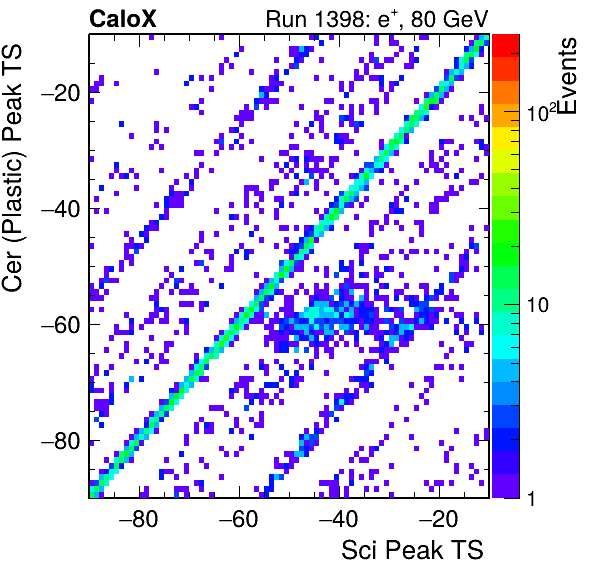 CaloX Run 1398: e⁺, 80 GeV
Cer (Plastic) Peak TS
−20
−40
−60
−80
−80 −60 −40 −20
Sci Peak TS
Events
10²
10
1